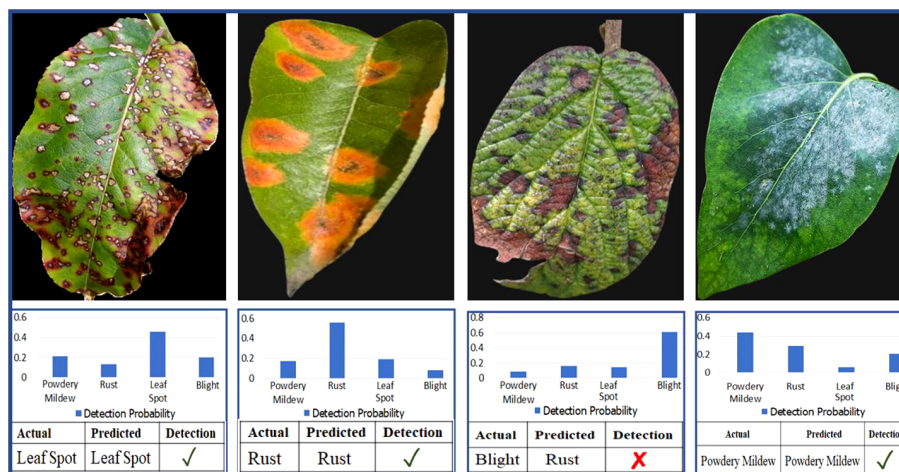 0.6
0.4
0.2
0
Powdery Mildew
Rust
Leaf Spot
Blight
Detection Probability
Actual Predicted Detection
Leaf Spot Leaf Spot ✓
0.6
0.4
0.2
0
Powdery Mildew
Rust
Leaf Spot
Blight
Detection Probability
Actual Predicted Detection
Rust Rust ✓
0.8
0.6
0.4
0.2
0
Powdery Mildew
Rust
Leaf Spot
Blight
Detection Probability
Actual Predicted Detection
Blight Rust ✗
0.6
0.4
0.2
0
Powdery Mildew
Rust
Leaf Spot
Blight
Detection Probability
Actual Predicted Detection
Powdery Mildew Powdery Mildew ✓